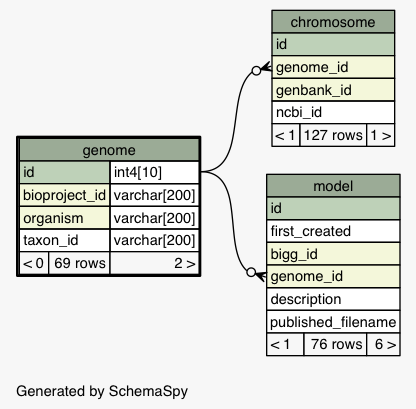 chromosome
id
genome_id
genbank_id
ncbi_id
< 1 127 rows 1 >
genome
id int4[10]
bioproject_id varchar[200]
organism varchar[200]
taxon_id varchar[200]
< 0 69 rows 2 >
model
id
first_created
bigg_id
genome_id
description
published_filename
< 1 76 rows 6 >
Generated by SchemaSpy